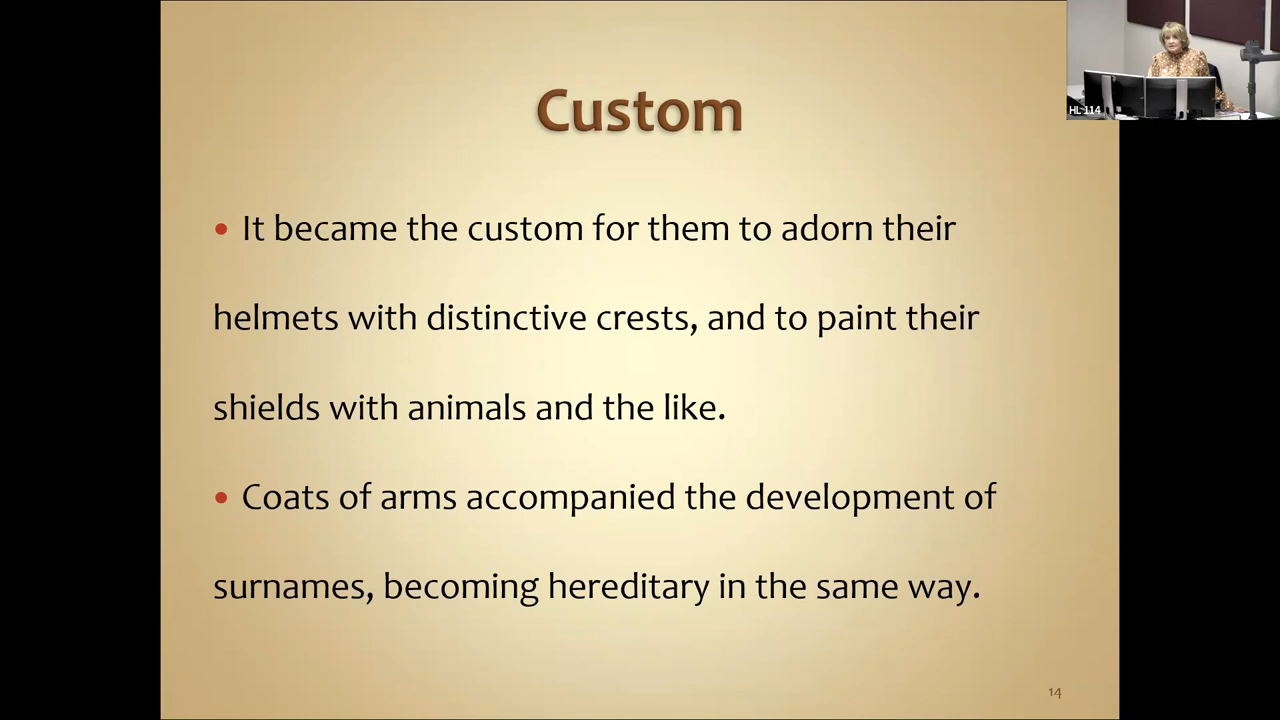 Custom
HL 114
• It became the custom for them to adorn their
helmets with distinctive crests, and to paint their
shields with animals and the like.
• Coats of arms accompanied the development of
surnames, becoming hereditary in the same way.
14